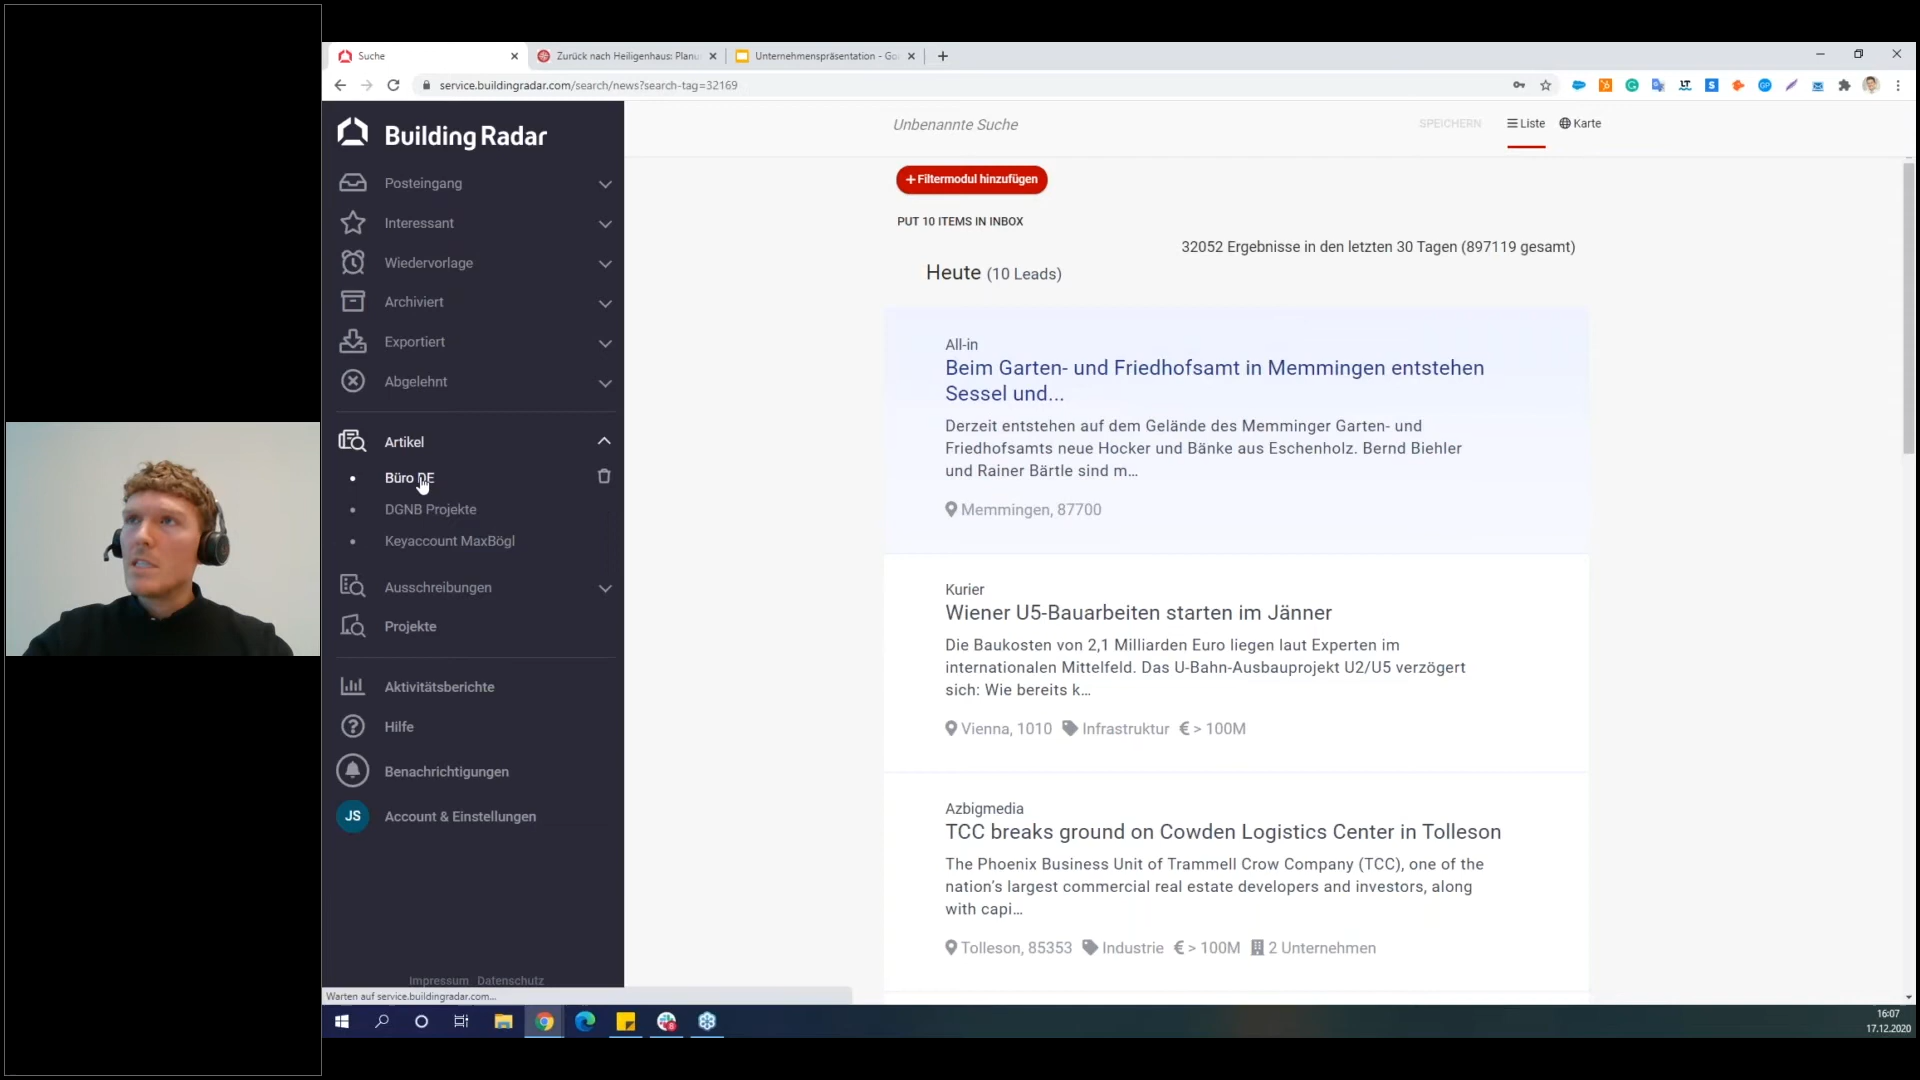 Suche
Zurück nach Heiligenhaus: Planu
Unternehmenspräsentation - Go
service.buildingradar.com/search/news?search-tag=32169
Building Radar
Posteingang
Interessant
Wiedervorlage
Archiviert
Exportiert
Abgelehnt
Artikel
Büro DE
DGNB Projekte
Keyaccount MaxBögl
Ausschreibungen
Projekte
Aktivitätsberichte
Hilfe
Benachrichtigungen
JS Account & Einstellungen
Impressum Datenschutz
Warten auf service.buildingradar.com...
Unbenannte Suche
SPEICHERN
Liste
Karte
+ Filtermodul hinzufügen
PUT 10 ITEMS IN INBOX
32052 Ergebnisse in den letzten 30 Tagen (897119 gesamt)
Heute (10 Leads)
All-in
Beim Garten- und Friedhofsamt in Memmingen entstehen
Sessel und...
Derzeit entstehen auf dem Gelände des Memminger Garten- und
Friedhofsamts neue Hocker und Bänke aus Eschenholz. Bernd Biehler
und Rainer Bärtle sind m...
Memmingen, 87700
Kurier
Wiener U5-Bauarbeiten starten im Jänner
Die Baukosten von 2,1 Milliarden Euro liegen laut Experten im
internationalen Mittelfeld. Das U-Bahn-Ausbauprojekt U2/U5 verzögert
sich: Wie bereits k...
Vienna, 1010 Infrastruktur € > 100M
Azbigmedia
TCC breaks ground on Cowden Logistics Center in Tolleson
The Phoenix Business Unit of Trammell Crow Company (TCC), one of the
nation's largest commercial real estate developers and investors, along
with capi...
Tolleson, 85353 Industrie € > 100M 2 Unternehmen
16:07
17.12.2020